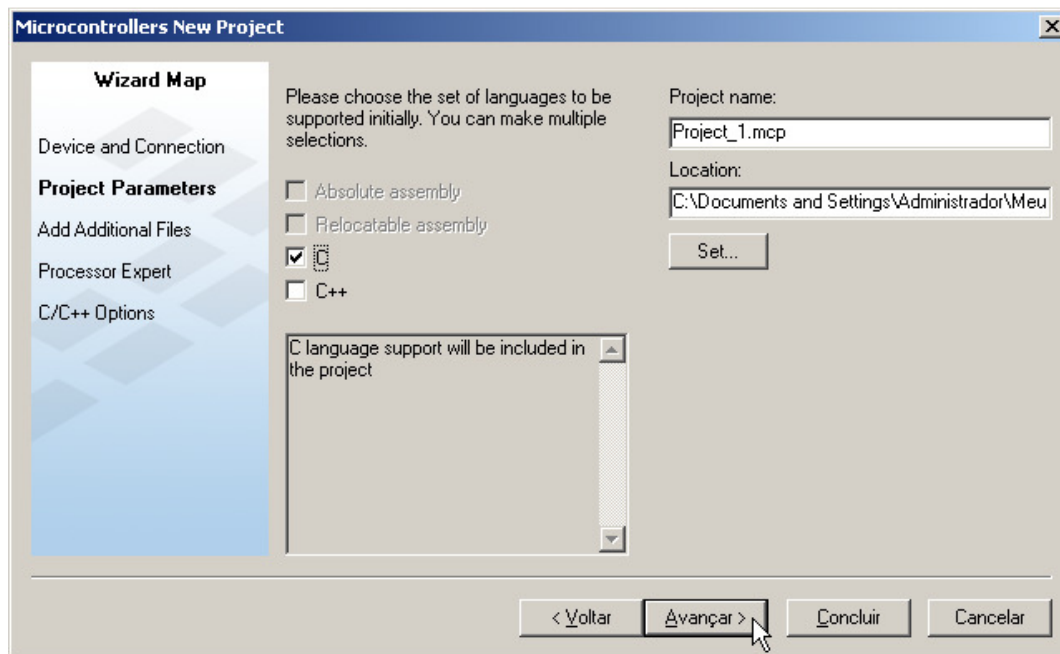 Microcontrollers New Project
Wizard Map
Device and Connection
Project Parameters
Add Additional Files
Processor Expert
C/C++ Options
Please choose the set of languages to be
supported initially. You can make multiple
selections.
Absolute assembly
Relocatable assembly
C
C++
C language support will be included in
the project
Project name:
Project_1.mcp
Location:
C:\Documents and Settings\Administrador\Meu
Set...
< Voltar
Avançar >
Concluir
Cancelar